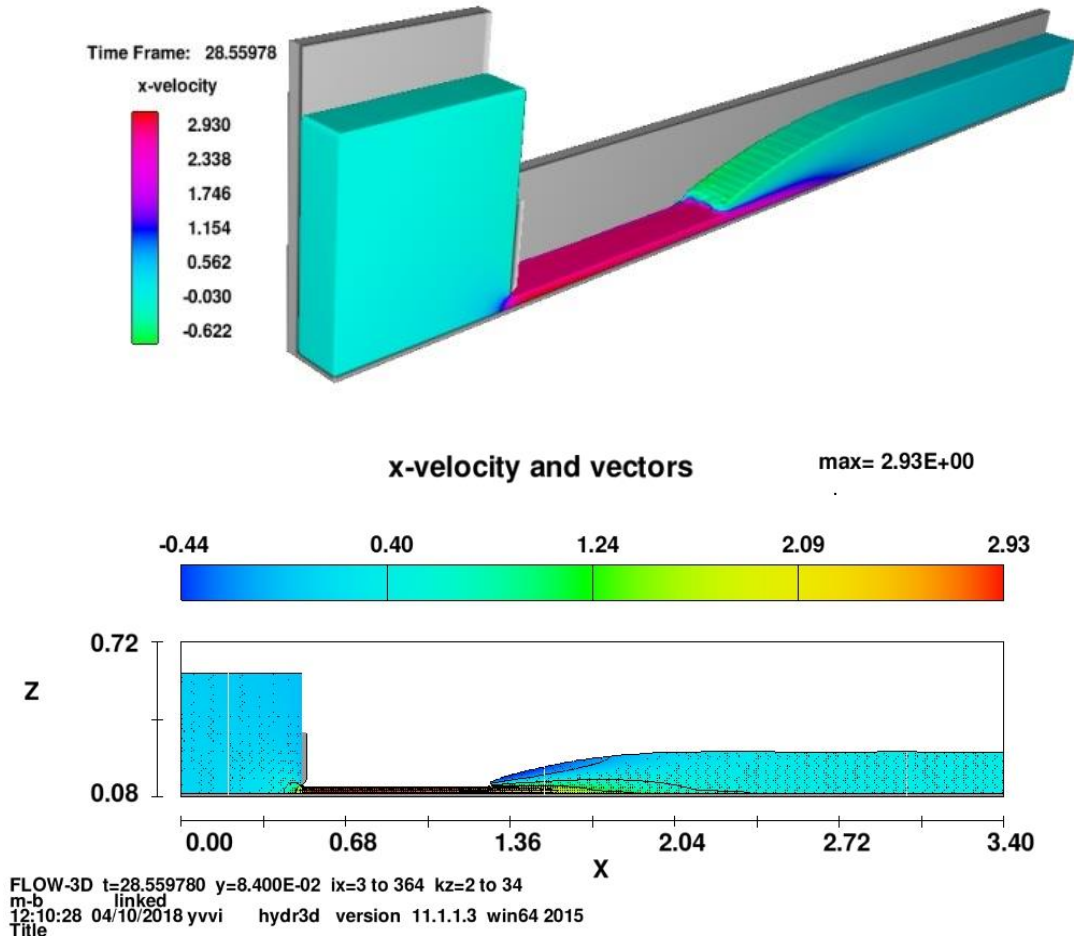 Time Frame: 28.55978
x-velocity
2.930
2.338
1.746
1.154
0.562
-0.030
-0.622
x-velocity and vectors
max= 2.93E+00
-0.44 0.40 1.24 2.09 2.93
0.72
Z
0.08
0.00 0.68 1.36 2.04 2.72 3.40
X
FLOW-3D t=28.559780 y=8.400E-02 ix=3 to 364 kz=2 to 34
m-b linked
12:10:28 04/10/2018 yvvi hydr3d version 11.1.1.3 win64 2015
Title